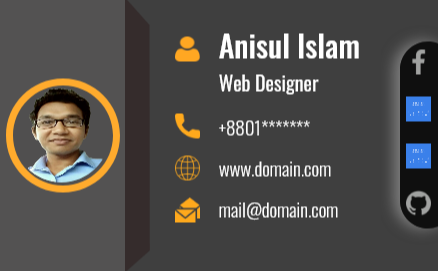 Anisul Islam
Web Designer
+8801*******
www.domain.com
mail@domain.com